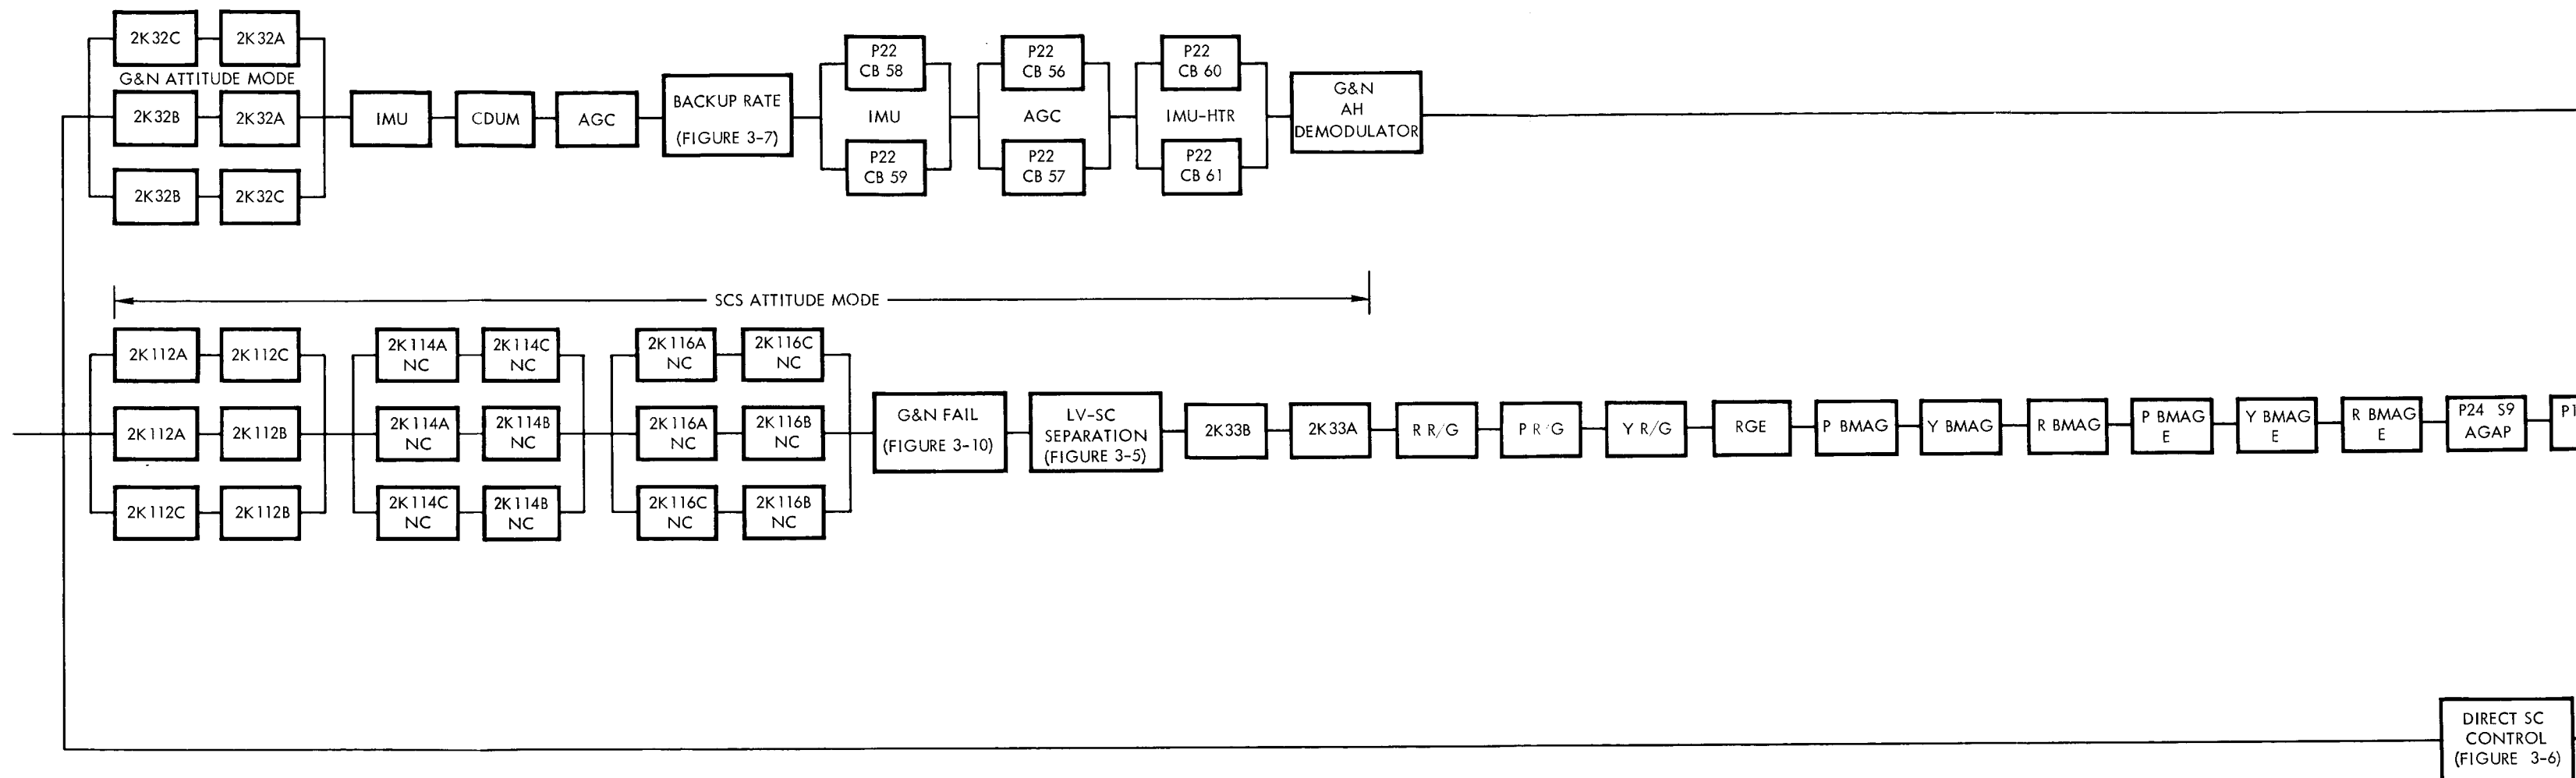 2K32C 2K32A
G&N ATTITUDE MODE
2K32B 2K32A
2K32B 2K32C
IMU
CDUM
AGC
BACKUP RATE
(FIGURE 3-7)
P22
CB 58
IMU
P22
CB 59
P22
CB 56
AGC
P22
CB 57
P22
CB 60
IMU-HTR
P22
CB 61
G&N
AH
DEMODULATOR
SCS ATTITUDE MODE
2K112A 2K112C
2K112A 2K112B
2K112C 2K112B
2K114A
NC
2K114C
NC
2K114A
NC
2K114B
NC
2K114C
NC
2K114B
NC
2K116A
NC
2K116C
NC
2K116A
NC
2K116B
NC
2K116C
NC
2K116B
NC
G&N FAIL
(FIGURE 3-10)
LV-SC
SEPARATION
(FIGURE 3-5)
2K33B
2K33A
R R/G
P R/G
Y R/G
RGE
P BMAG
Y BMAG
R BMAG
P BMAG
E
Y BMAG
E
R BMAG
E
P24 S9
AGAP
DIRECT SC
CONTROL
(FIGURE 3-6)